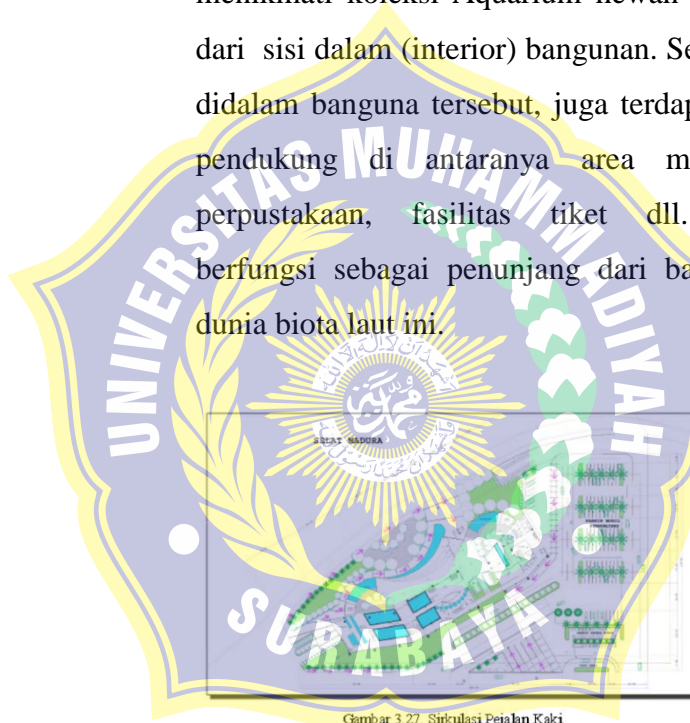 menikmati koleksi Aquarium hewan
dari sisi dalam (interior) bangunan. Se
didalam banguna tersebut, juga terdap
pendukung di antaranya area m
perpustakaan, fasilitas tiket dll.
berfungsi sebagai penunjang dari ba
dunia biota laut ini.
UNIVERSITAS MUHAMMADIYAH
SURABAYA
SELAT MADURA
Gambar 3.27. Sirkulasi Pejalan Kaki